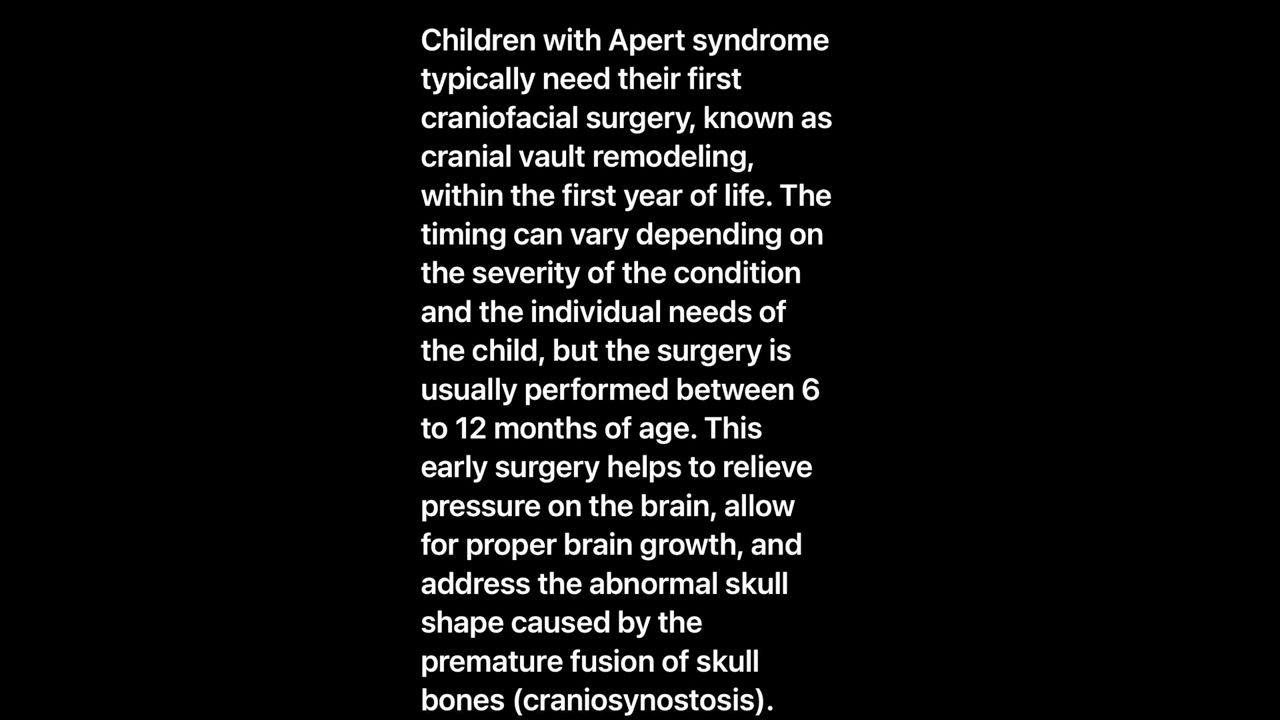 Children with Apert syndrome
typically need their first
craniofacial surgery, known as
cranial vault remodeling,
within the first year of life. The
timing can vary depending on
the severity of the condition
and the individual needs of
the child, but the surgery is
usually performed between 6
to 12 months of age. This
early surgery helps to relieve
pressure on the brain, allow
for proper brain growth, and
address the abnormal skull
shape caused by the
premature fusion of skull
bones (craniosynostosis).